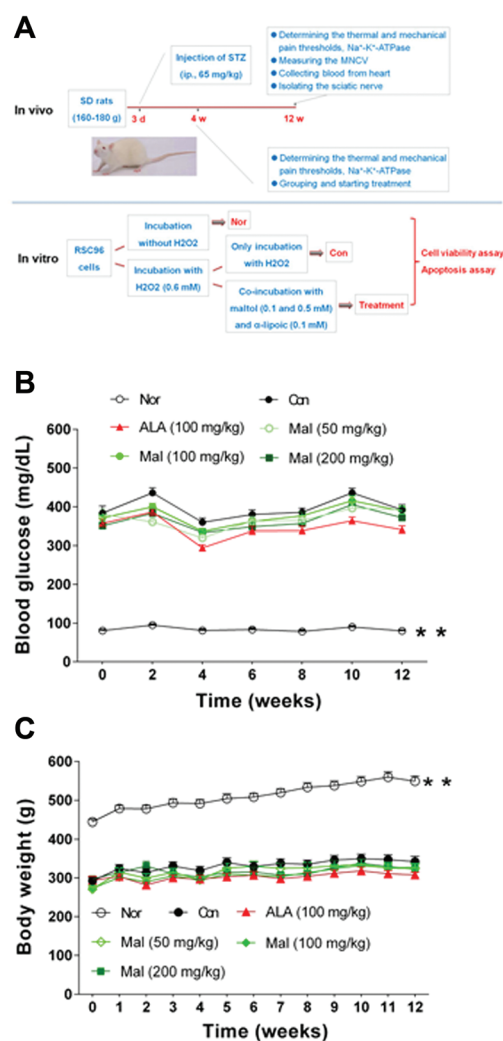 A
In vivo
SD rats
(160-180 g)
3 d
Injection of STZ
(ip., 65 mg/kg)
4 w
12 w
Determining the thermal and mechanical
pain thresholds, Na⁺-K⁺-ATPase
Measuring the MNCV
Collecting blood from heart
Isolating the sciatic nerve
Determining the thermal and mechanical
pain thresholds, Na⁺-K⁺-ATPase
Grouping and starting treatment
In vitro
RSC96
cells
Incubation
without H2O2
Nor
Incubation with
H2O2 (0.6 mM)
Only incubation
with H2O2
Con
Co-incubation with
maltol (0.1 and 0.5 mM)
and α-lipoic (0.1 mM)
Treatment
Cell viability assay
Apoptosis assay
B
Nor
Con
ALA (100 mg/kg)
Mal (50 mg/kg)
Mal (100 mg/kg)
Mal (200 mg/kg)
Blood glucose (mg/dL)
600
500
400
300
200
100
0
* *
0 2 4 6 8 10 12
Time (weeks)
C
Body weight (g)
600
500
400
300
200
100
0
* *
Nor
Con
ALA (100 mg/kg)
Mal (50 mg/kg)
Mal (100 mg/kg)
Mal (200 mg/kg)
0 1 2 3 4 5 6 7 8 9 10 11 12
Time (weeks)